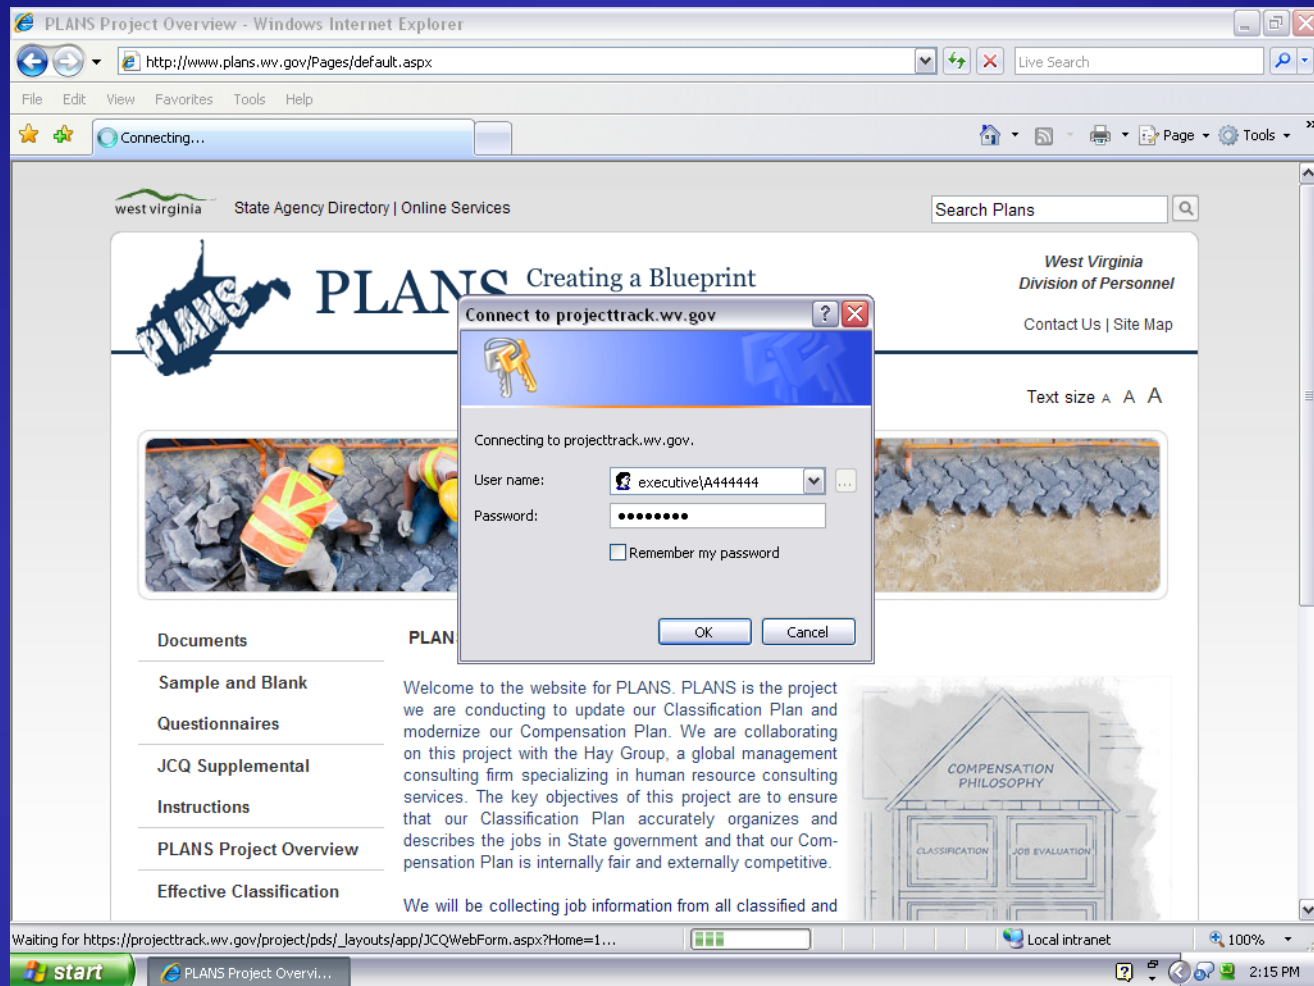 PLANS Project Overview - Windows Internet Explorer
http://www.plans.wv.gov/Pages/default.aspx
Live Search
File Edit View Favorites Tools Help
Connecting...
Page Tools
west virginia State Agency Directory | Online Services
Search Plans
PLANS
PLANS Creating a Blueprint
West Virginia
Division of Personnel
Contact Us | Site Map
Text size A A A
Connect to projecttrack.wv.gov
Connecting to projecttrack.wv.gov.
User name: executive\A444444
Password: ●●●●●●●●
Remember my password
OK Cancel
Documents
Sample and Blank
Questionnaires
JCQ Supplemental
Instructions
PLANS Project Overview
Effective Classification
PLAN
Welcome to the website for PLANS. PLANS is the project
we are conducting to update our Classification Plan and
modernize our Compensation Plan. We are collaborating
on this project with the Hay Group, a global management
consulting firm specializing in human resource consulting
services. The key objectives of this project are to ensure
that our Classification Plan accurately organizes and
describes the jobs in State government and that our Com-
pensation Plan is internally fair and externally competitive.
We will be collecting job information from all classified and
COMPENSATION
PHILOSOPHY
CLASSIFICATION JOB EVALUATION
Waiting for https://projecttrack.wv.gov/project/pds/_layouts/app/JCQWebForm.aspx?Home=1...
Local intranet
100%
start
PLANS Project Overvi...
2:15 PM